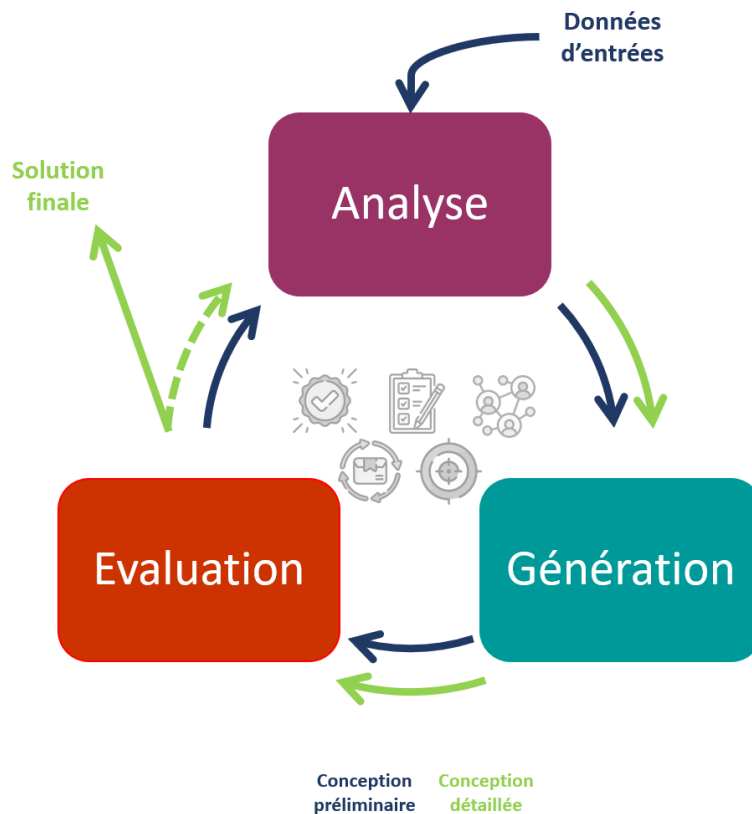 Données
d’entrées
Analyse
Solution
finale
Evaluation
Génération
Conception
préliminaire
Conception
détaillée